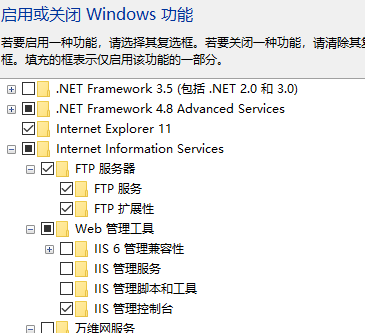 启用或关闭 Windows 功能
若要启用一种功能，请选择其复选框。若要关闭一种功能，请清除其复
框。填充的框表示仅启用该功能的一部分。
.NET Framework 3.5 (包括 .NET 2.0 和 3.0)
.NET Framework 4.8 Advanced Services
Internet Explorer 11
Internet Information Services
FTP 服务器
FTP 服务
FTP 扩展性
Web 管理工具
IIS 6 管理兼容性
IIS 管理服务
IIS 管理脚本和工具
IIS 管理控制台
万维网服务